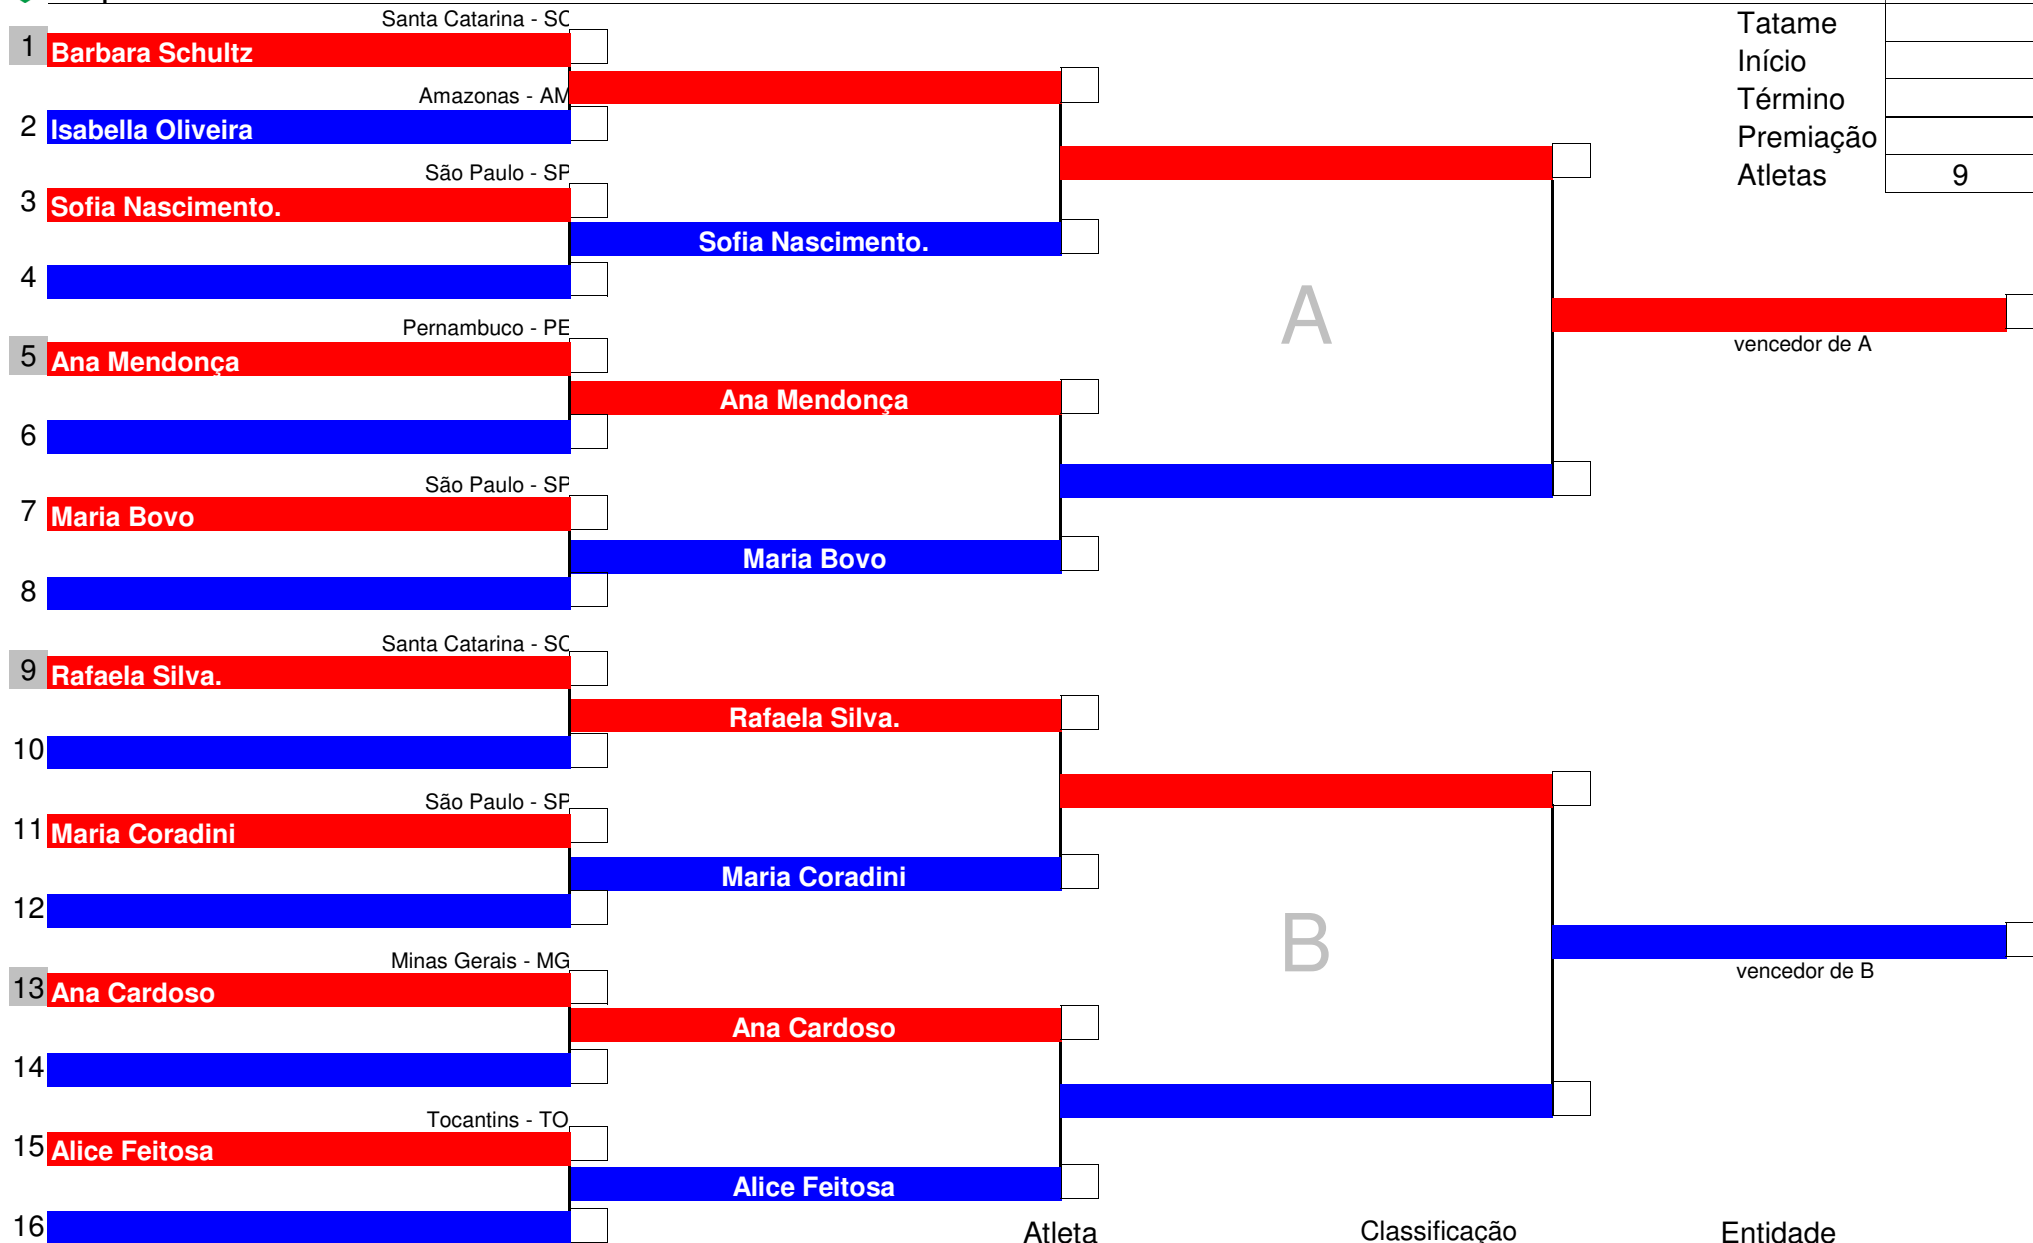 Santa Catarina - SC
1 Barbara Schultz
Amazonas - AM
2 Isabella Oliveira
São Paulo - SP
3 Sofia Nascimento.
Sofia Nascimento.
4
Pernambuco - PE
5 Ana Mendonça
Ana Mendonça
6
São Paulo - SP
7 Maria Bovo
Maria Bovo
8
Santa Catarina - SC
9 Rafaela Silva.
Rafaela Silva.
10
São Paulo - SP
11 Maria Coradini
Maria Coradini
12
Minas Gerais - MG
13 Ana Cardoso
Ana Cardoso
14
Tocantins - TO
15 Alice Feitosa
Alice Feitosa
16
A
vencedor de A
B
vencedor de B
Tatame
Início
Término
Premiação
Atletas 9
Atleta Classificação Entidade